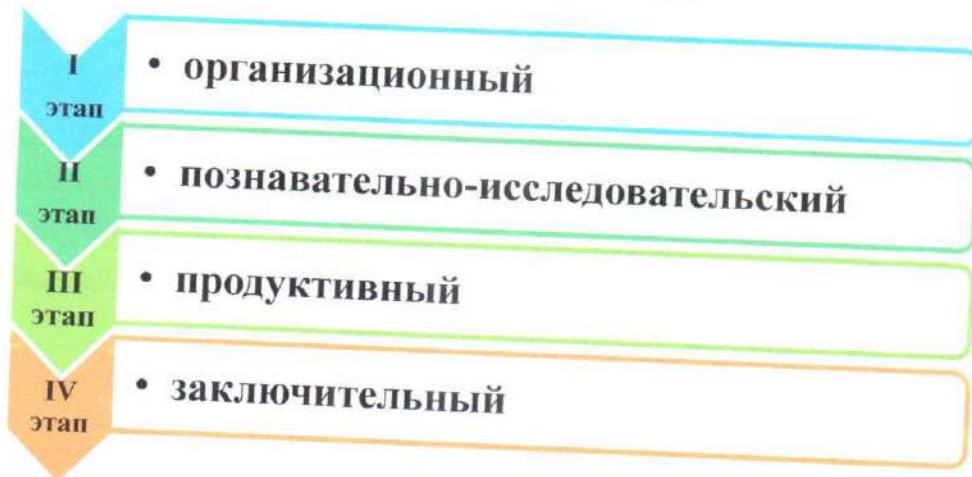 I
этап
• организационный
II
этап
• познавательно-исследовательский
III
этап
• продуктивный
IV
этап
• заключительный